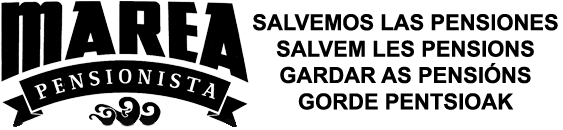 MAREA
PENSIONISTA
SALVEMOS LAS PENSIONES
SALVEM LES PENSIONS
GARDAR AS PENSIÓNS
GORDE PENTSIOAK